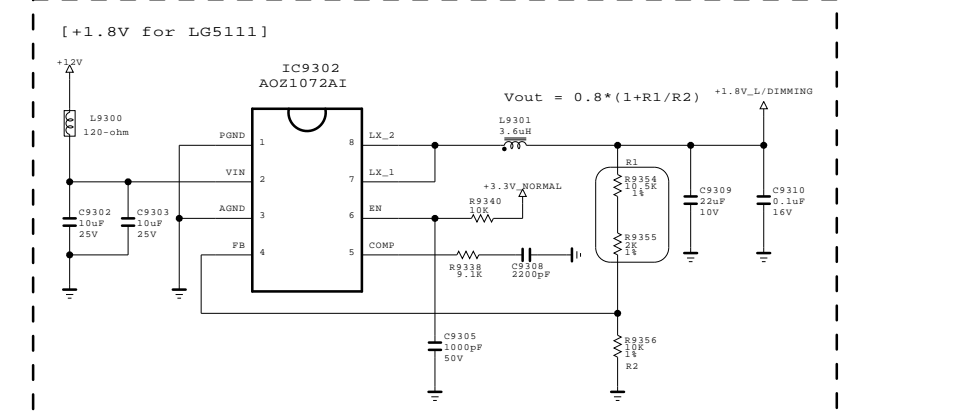 [+1.8V for LG5111]
+12V
IC9302
AOZ1072AI
Vout = 0.8*(1+R1/R2)
+1.8V_L/DIMMING
L9300
120-ohm
L9301
3.6uH
PGND
1
8
LX_2
VIN
2
7
LX_1
AGND
3
6
EN
FB
4
5
COMP
+3.3V_NORMAL
R9340
10K
R1
R9354
10.5K
1%
R9355
2K
1%
C9302
10uF
25V
C9303
10uF
25V
C9309
22uF
10V
C9310
0.1uF
16V
R9338
9.1K
C9308
2200pF
C9305
1000pF
50V
R9356
10K
1%
R2